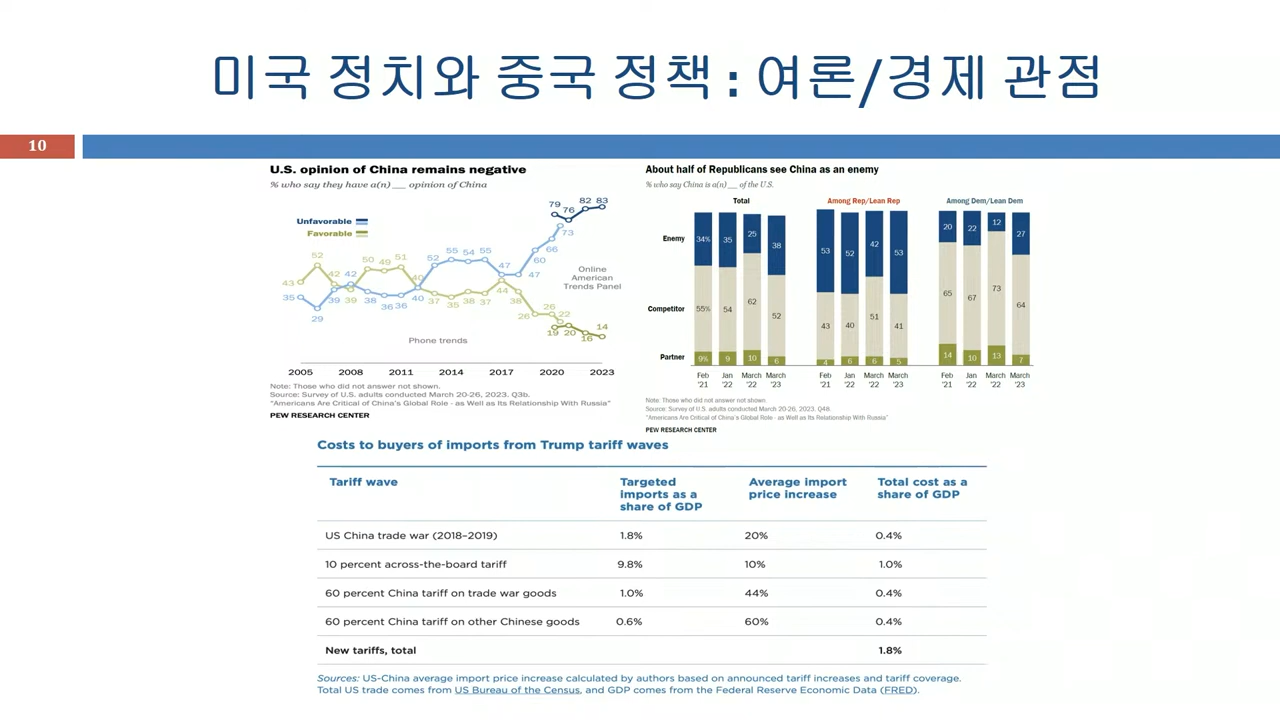 미국 정치와 중국 정책 : 여론/경제 관점
10
U.S. opinion of China remains negative
% who say they have a(n) __ opinion of China
Unfavorable
Favorable
79 76 82 83
73
66
60
47
52 55 54 55 47
43 52 42 42 50 49 51 40
35 29 39 39 38 36 36 40 37 35 38 37 44 38
26 26 22
19 20 16 14
Online
American
Trends Panel
Phone trends
2005 2008 2011 2014 2017 2020 2023
Note: Those who did not answer not shown.
Source: Survey of U.S. adults conducted March 20-26, 2023. Q3b.
"Americans Are Critical of China's Global Role - as Well as Its Relationship With Russia"
PEW RESEARCH CENTER
About half of Republicans see China as an enemy
% who say China is a(n) __ of the U.S.
Total Among Rep/Lean Rep Among Dem/Lean Dem
Enemy 34% 35 25 38 53 52 42 53 20 22 12 27
Competitor 55% 54 62 52 43 40 51 41 65 67 73 64
Partner 9% 9 10 6 4 6 6 5 14 10 13 7
Feb Jan March March Feb Jan March March Feb Jan March March
'21 '22 '22 '23 '21 '22 '22 '23 '21 '22 '22 '23
Note: Those who did not answer not shown.
Source: Survey of U.S. adults conducted March 20-26, 2023. Q48.
"Americans Are Critical of China's Global Role - as Well as Its Relationship With Russia"
PEW RESEARCH CENTER
Costs to buyers of imports from Trump tariff waves
Tariff wave Targeted Average import Total cost as a
imports as a price increase share of GDP
share of GDP
US China trade war (2018–2019) 1.8% 20% 0.4%
10 percent across-the-board tariff 9.8% 10% 1.0%
60 percent China tariff on trade war goods 1.0% 44% 0.4%
60 percent China tariff on other Chinese goods 0.6% 60% 0.4%
New tariffs, total 1.8%
Sources: US-China average import price increase calculated by authors based on announced tariff increases and tariff coverage.
Total US trade comes from US Bureau of the Census, and GDP comes from the Federal Reserve Economic Data (FRED).